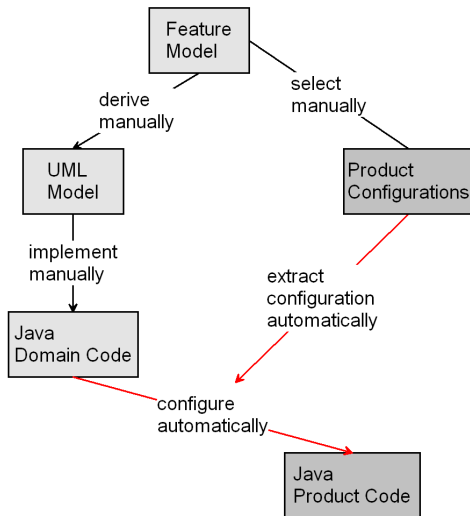 Feature
Model
derive
manually
select
manually
UML
Model
Product
Configurations
implement
manually
extract
configuration
automatically
Java
Domain Code
configure
automatically
Java
Product Code